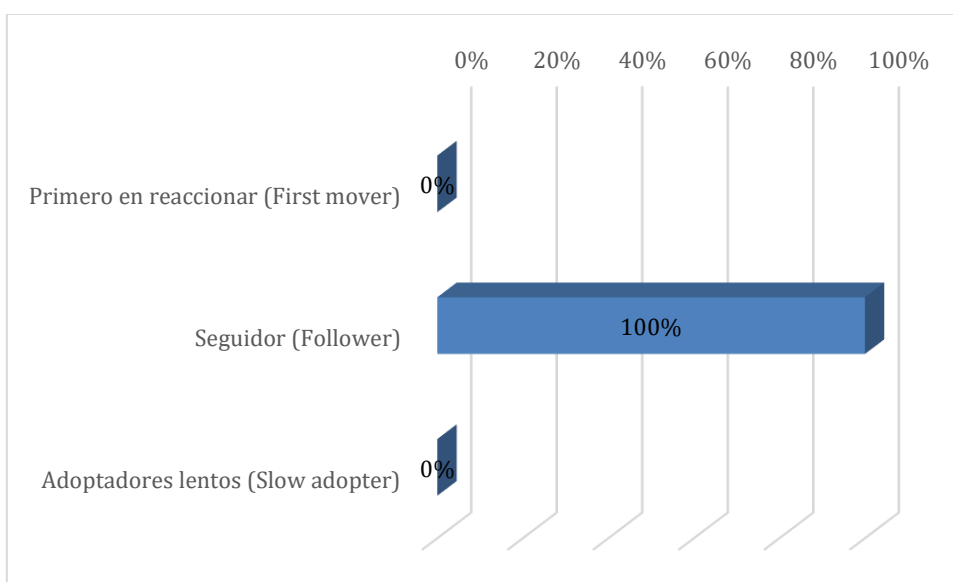 0% 20% 40% 60% 80% 100%
Primero en reaccionar (First mover) 0%
Seguidor (Follower) 100%
Adoptadores lentos (Slow adopter) 0%